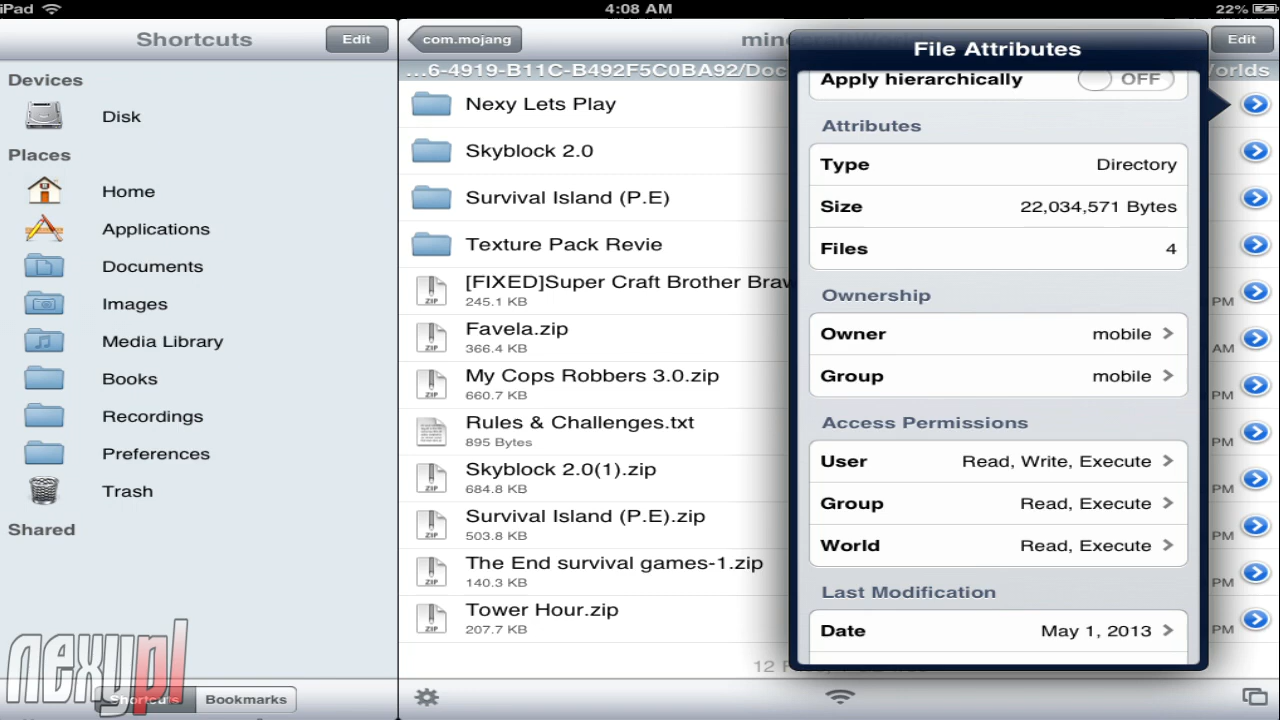 iPad 4:08 AM 22%
Shortcuts Edit
Devices
Disk
Places
Home
Applications
Documents
Images
Media Library
Books
Recordings
Preferences
Trash
Shared
nexypl
Shortcuts Bookmarks
com.mojang Edit
...6-4919-B11C-B492F5C0BA92/Doc
Nexy Lets Play
Skyblock 2.0
Survival Island (P.E)
Texture Pack Revie
[FIXED]Super Craft Brother Braw
245.1 KB PM
Favela.zip
366.4 KB AM
My Cops Robbers 3.0.zip
660.7 KB PM
Rules & Challenges.txt
895 Bytes PM
Skyblock 2.0(1).zip
684.8 KB PM
Survival Island (P.E).zip
503.8 KB PM
The End survival games-1.zip
140.3 KB PM
Tower Hour.zip
207.7 KB PM
File Attributes
Apply hierarchically OFF
Attributes
Type Directory
Size 22,034,571 Bytes
Files 4
Ownership
Owner mobile
Group mobile
Access Permissions
User Read, Write, Execute
Group Read, Execute
World Read, Execute
Last Modification
Date May 1, 2013